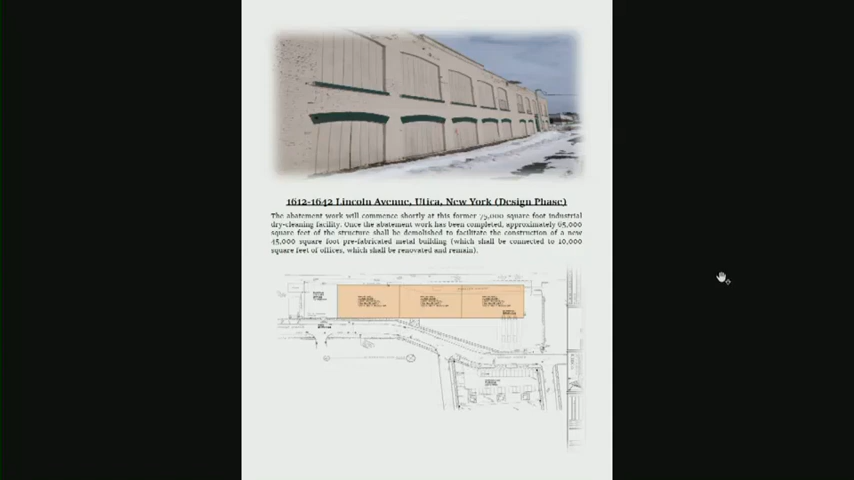 1612-1642 Lincoln Avenue, Utica, New York (Design Phase)
The abatement work will commence shortly at this former 75,000 square foot industrial
dry-cleaning facility. Once the abatement work has been completed, approximately 65,000
square feet of the structure shall be demolished to facilitate the construction of a new
45,000 square foot pre-fabricated metal building (which shall be connected to 10,000
square feet of offices, which shall be renovated and remain).